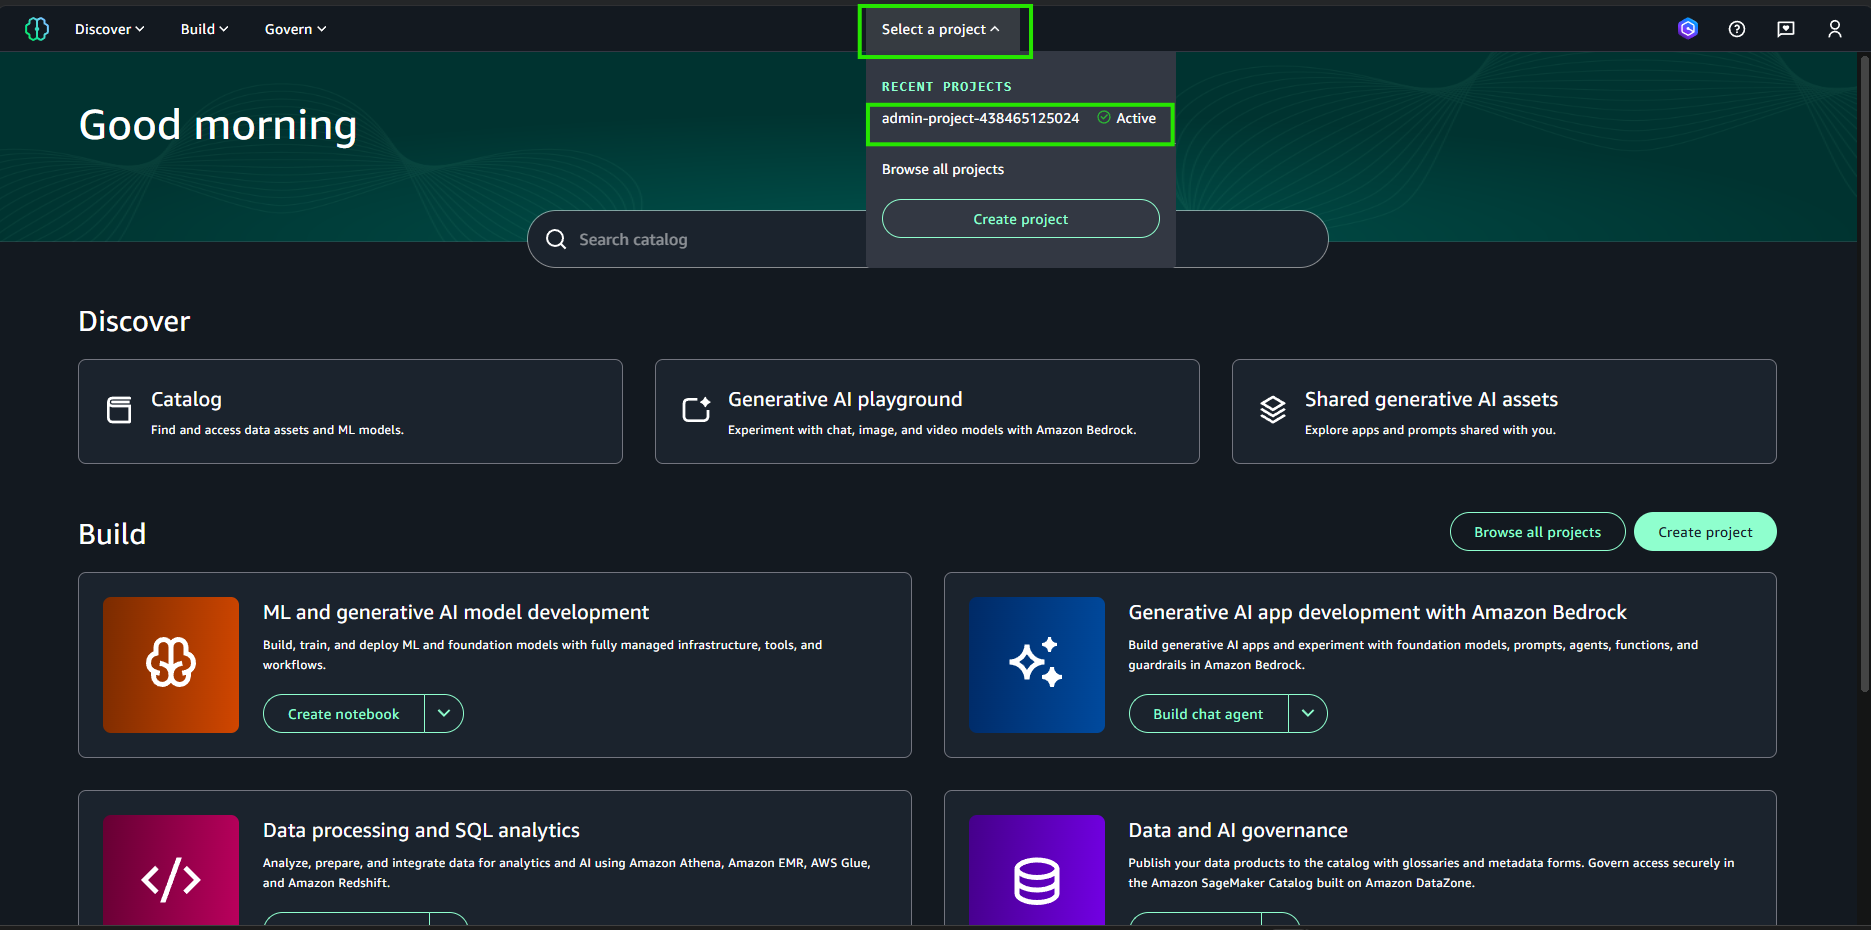 Discover
Build
Govern
Select a project
RECENT PROJECTS
admin-project-438465125024 Active
Browse all projects
Create project
Good morning
Search catalog
Discover
Catalog
Find and access data assets and ML models.
Generative AI playground
Experiment with chat, image, and video models with Amazon Bedrock.
Shared generative AI assets
Explore apps and prompts shared with you.
Build
Browse all projects
Create project
ML and generative AI model development
Build, train, and deploy ML and foundation models with fully managed infrastructure, tools, and
workflows.
Create notebook
Generative AI app development with Amazon Bedrock
Build generative AI apps and experiment with foundation models, prompts, agents, functions, and
guardrails in Amazon Bedrock.
Build chat agent
Data processing and SQL analytics
Analyze, prepare, and integrate data for analytics and AI using Amazon Athena, Amazon EMR, AWS Glue,
and Amazon Redshift.
Data and AI governance
Publish your data products to the catalog with glossaries and metadata forms. Govern access securely in
the Amazon SageMaker Catalog built on Amazon DataZone.